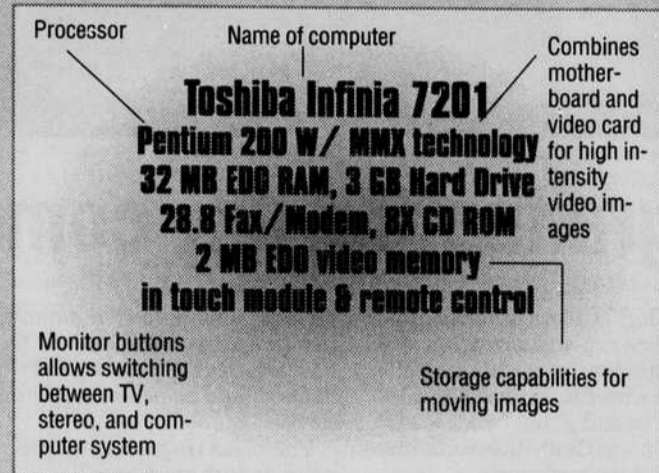 Processor
Name of computer
Combines
mother-
board and
video card
for high in-
tensity
video im-
ages
Toshiba Infinia 7201
Pentium 200 W/ MMX technology
32 MB EDO RAM, 3 GB Hard Drive
28.8 Fax/Modem, 8X CD ROM
2 MB EDO video memory
in touch module & remote control
Monitor buttons
allows switching
between TV,
stereo, and com-
puter system
Storage capabilities for
moving images